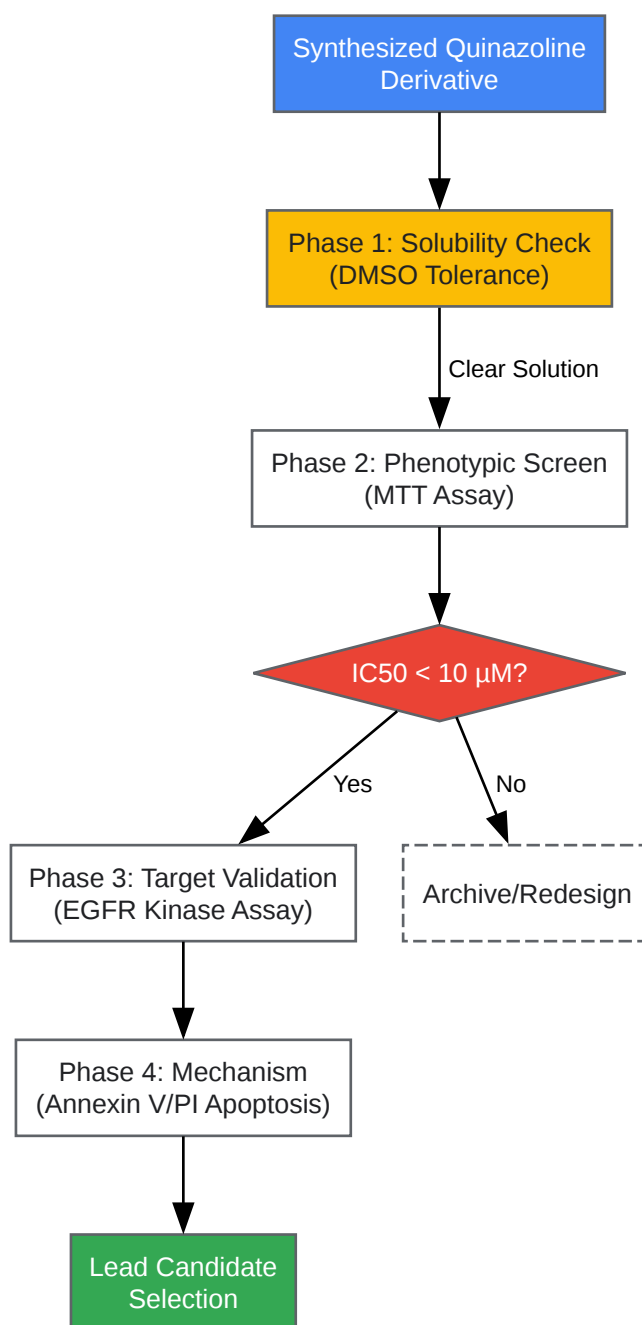 Synthesized Quinazoline
Derivative
Phase 1: Solubility Check
(DMSO Tolerance)
Clear Solution
Phase 2: Phenotypic Screen
(MTT Assay)
IC50 < 10 µM?
Yes
No
Phase 3: Target Validation
(EGFR Kinase Assay)
Archive/Redesign
Phase 4: Mechanism
(Annexin V/PI Apoptosis)
Lead Candidate
Selection